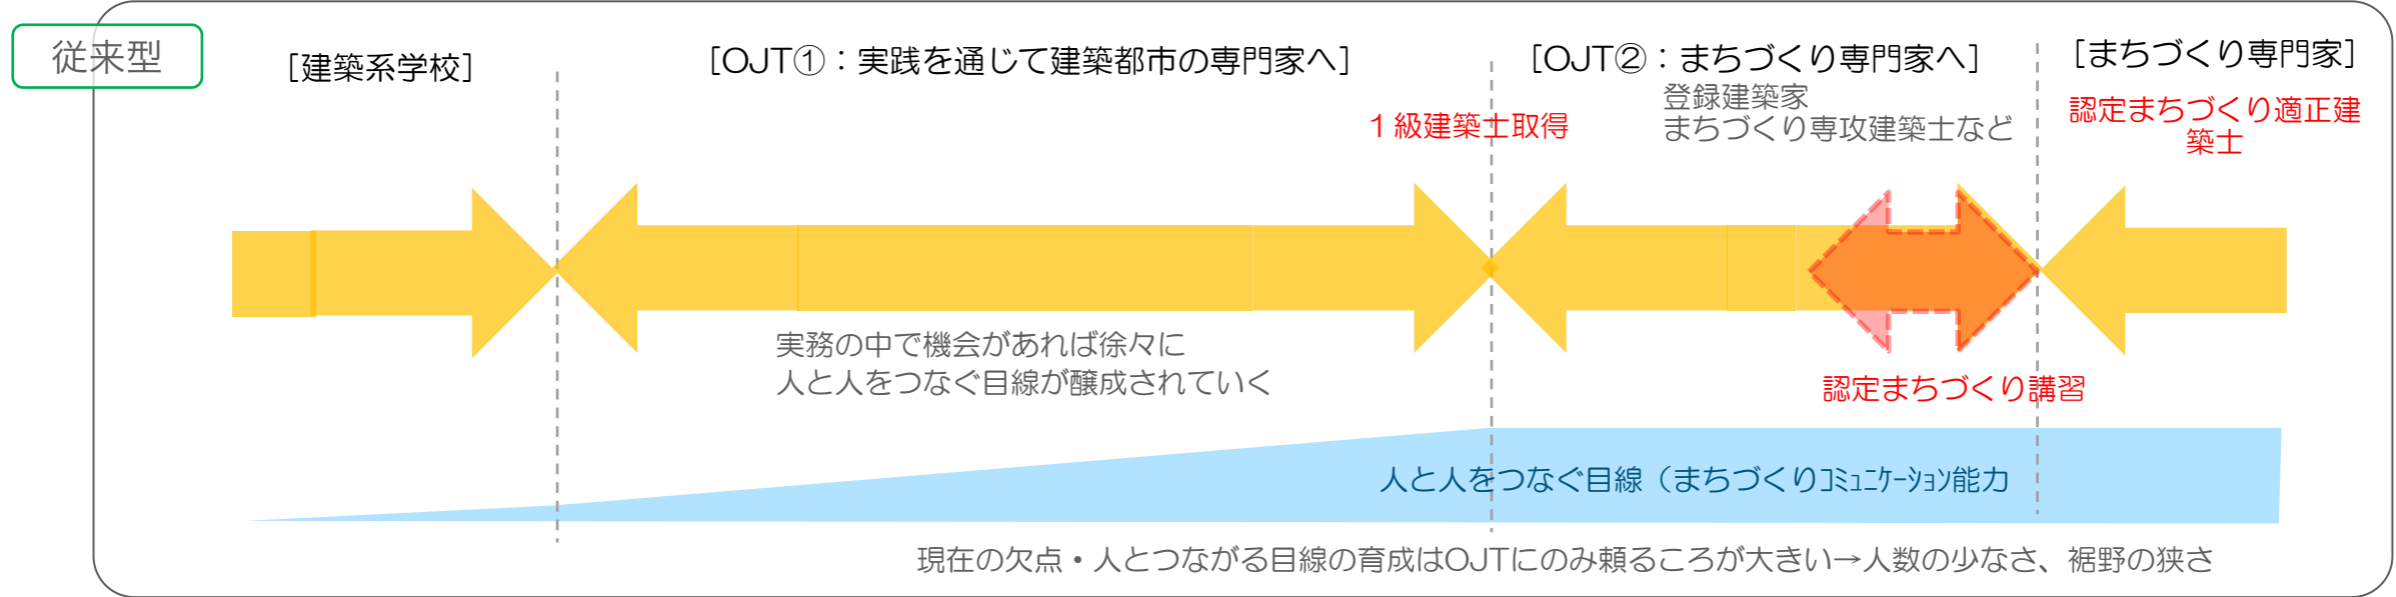 従来型
[建築系学校]
[OJT①：実践を通じて建築都市の専門家へ]
[OJT②：まちづくり専門家へ]
[まちづくり専門家]
１級建築士取得
登録建築家
まちづくり専攻建築士など
認定まちづくり適正建
築士
実務の中で機会があれば徐々に
人と人をつなぐ目線が醸成されていく
認定まちづくり講習
人と人をつなぐ目線（まちづくりｺﾐｭﾆｹｰｼｮﾝ能力
現在の欠点・人とつながる目線の育成はOJTにのみ頼るころが大きい→人数の少なさ、裾野の狭さ